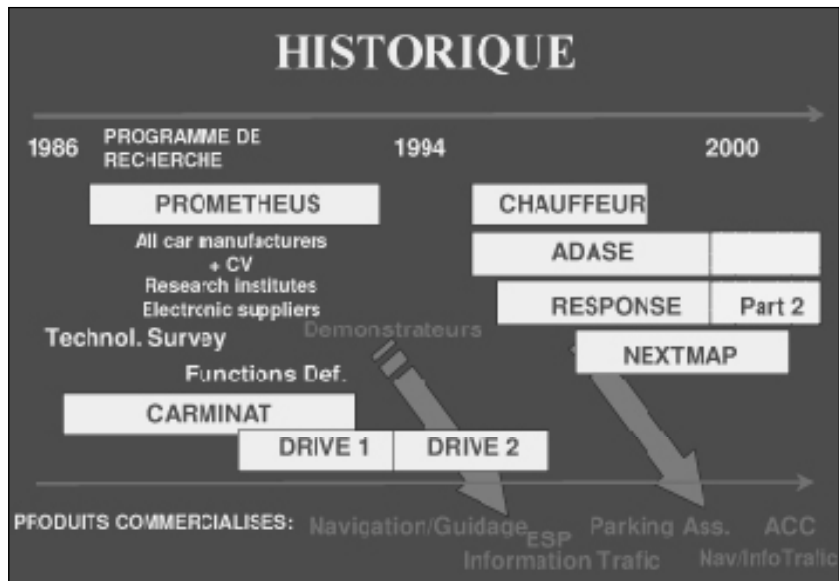 HISTORIQUE
1986 PROGRAMME DE RECHERCHE 1994 2000
PROMETHEUS CHAUFFEUR
All car manufacturers
+ CV
ADASE
Research institutes
Electronic suppliers
RESPONSE Part 2
Technol. Survey Demonstrateurs
NEXTMAP
Functions Def.
CARMINAT
DRIVE 1 DRIVE 2
PRODUITS COMMERCIALISES: Navigation/Guidage ESP Parking Ass. ACC
Information Trafic Nav/InfoTrafic